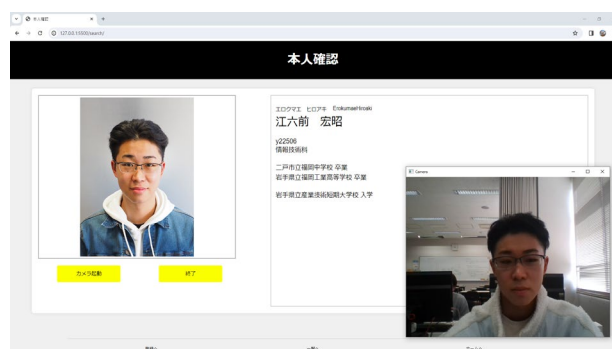 本人確認
127.0.0.1:5000/search/
本人確認
エロクマエ ヒロアキ ErokumaeHiroaki
江六前 宏昭
y22506
情報技術科
二戸市立福岡中学校 卒業
岩手県立福岡工業高等学校 卒業
岩手県立産業技術短期大学校 入学
カメラ起動
終了
Camera